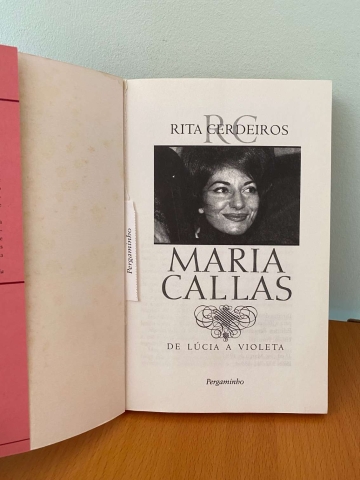 RC
RITA CERDEIROS
MARIA
CALLAS
DE LÚCIA A VIOLETA
Pergaminho
Pergaminho